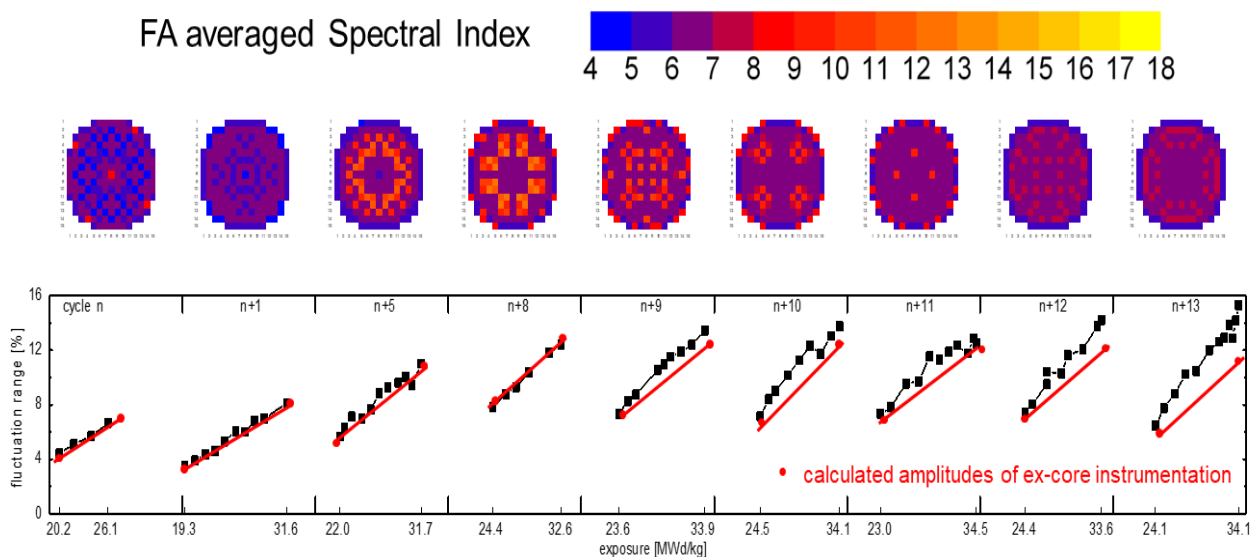 FA averaged Spectral Index
4 5 6 7 8 9 10 11 12 13 14 15 16 17 18
cycle n n+1 n+5 n+8 n+9 n+10 n+11 n+12 n+13
16
12
8
4
0
fluctuation range [%]
calculated amplitudes of ex-core instrumentation
20.2 26.1 19.3 31.6 22.0 31.7 24.4 32.6 23.6 33.9 24.5 34.1 23.0 34.5 24.4 33.6 24.1 34.1
exposure [MWd/kg]